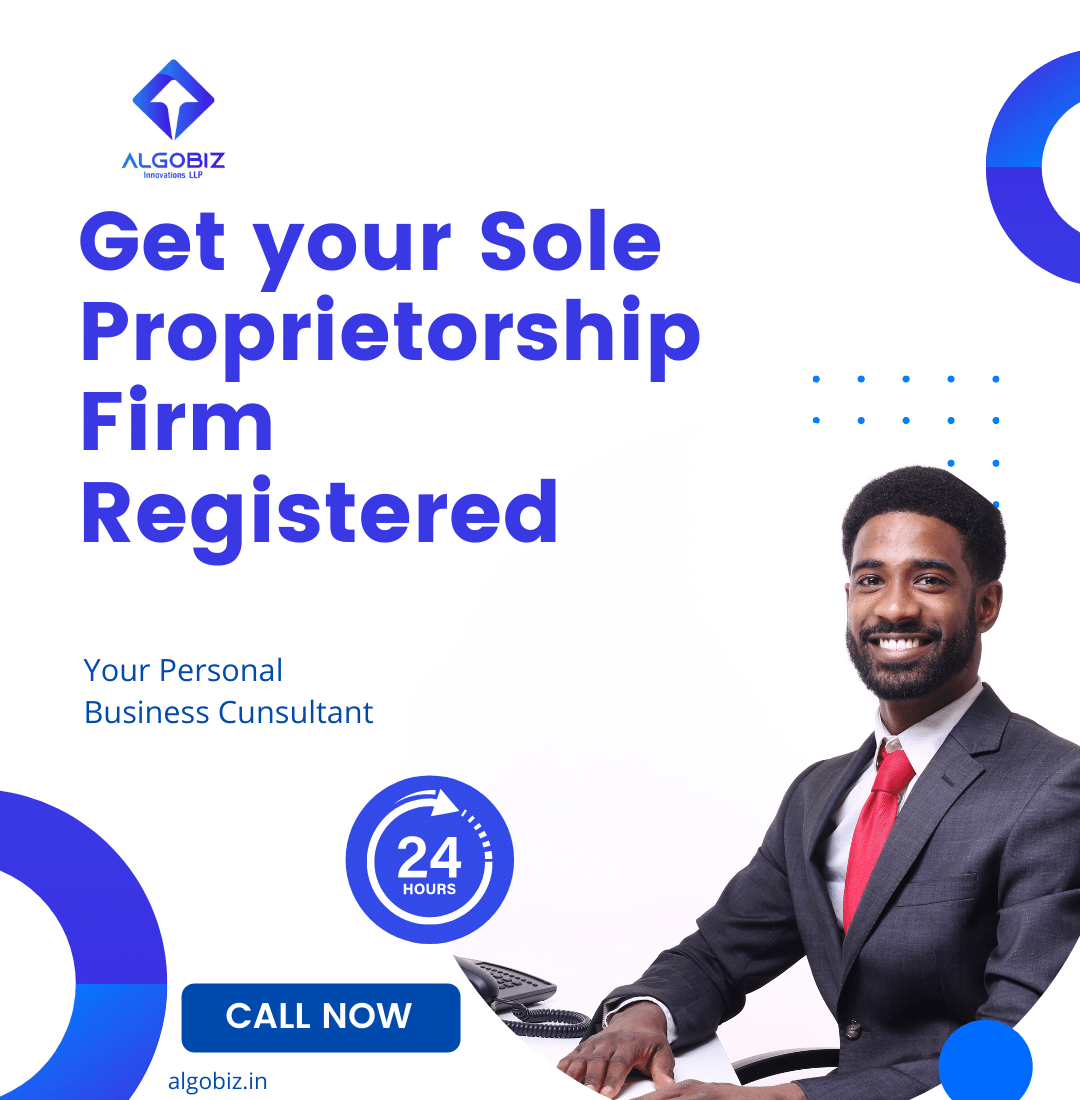 ALGOBIZ
Innovations LLP
Get your Sole
Proprietorship
Firm
Registered
Your Personal
Business Cunsultant
24
HOURS
CALL NOW
algobiz.in